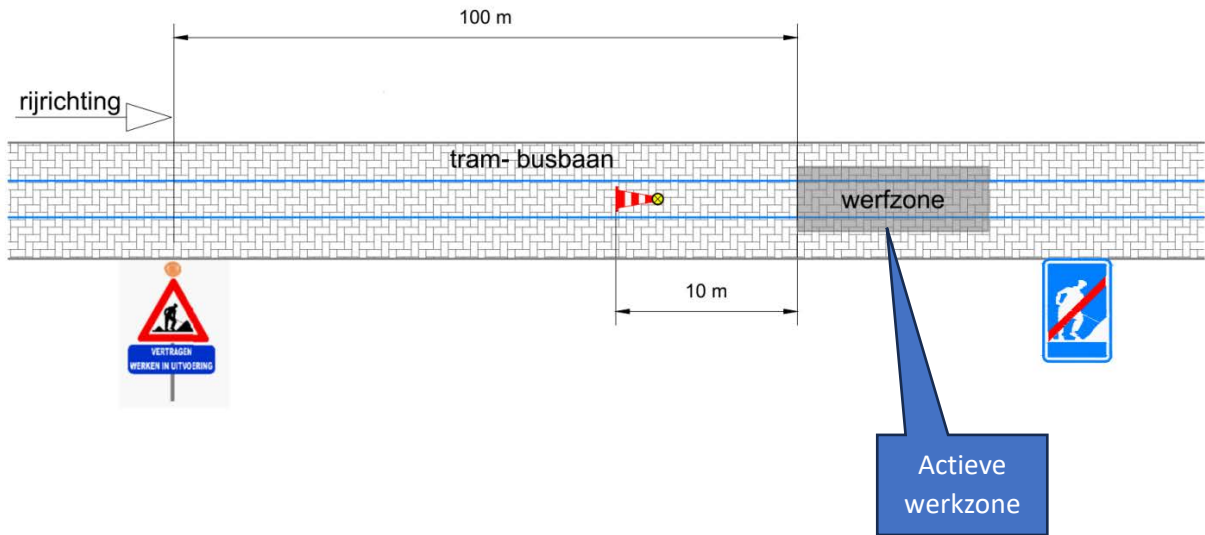 100 m
rijrichting
tram- busbaan
werfzone
10 m
VERTRAGEN
WERKEN IN UITVOERING
Actieve
werkzone